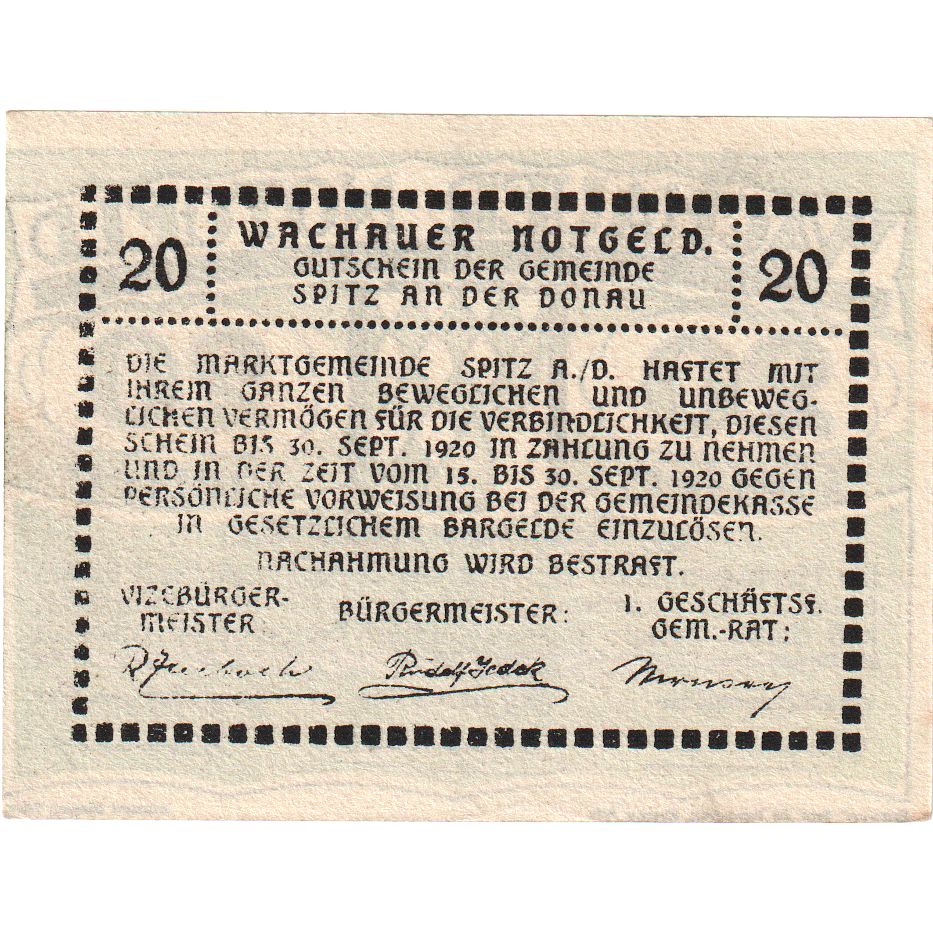 20
WACHAUER NOTGELD.
GUTSCHEIN DER GEMEINDE
SPITZ AN DER DONAU
20
DIE MARKTGEMEINDE SPITZ A./D. HAFTET MIT
IHREM GANZEN BEWEGLICHEN UND UNBEWEG-
LICHEN VERMÖGEN FÜR DIE VERBINDLICHKEIT, DIESEN
SCHEIN BIS 30. SEPT. 1920 IN ZAHLUNG ZU NEHMEN
UND IN DER ZEIT VOM 15. BIS 30. SEPT. 1920 GEGEN
PERSÖNLICHE VORWEISUNG BEI DER GEMEINDEKASSE
IN GESETZLICHEM BARGELDE EINZULÖSEN.
NACHAHMUNG WIRD BESTRAFT.
VIZEBÜRGER-
MEISTER
BÜRGERMEISTER:
1. GESCHÄFTSF.
GEM.-RAT:
Rudolf